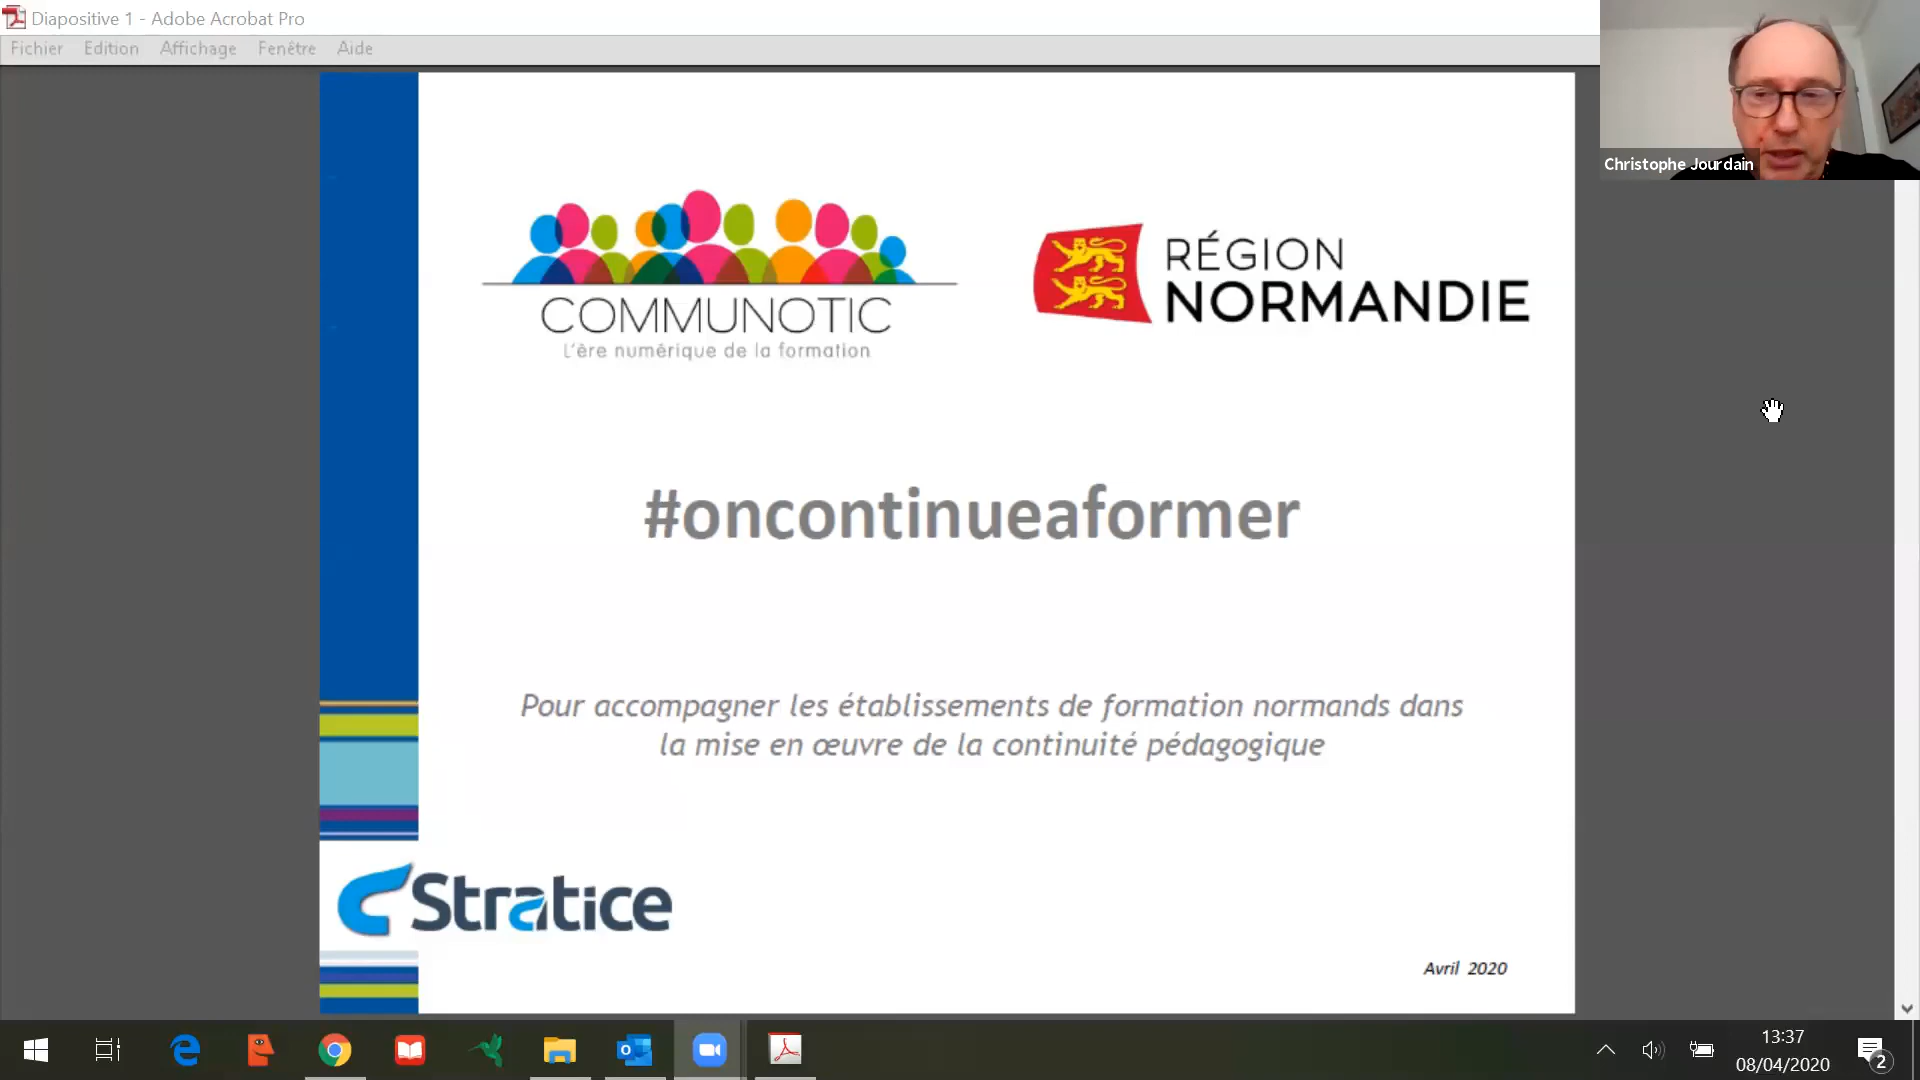 Diapositive 1 - Adobe Acrobat Pro
Fichier Edition Affichage Fenêtre Aide
Christophe Jourdain
COMMUNOTIC
L'ère numérique de la formation
RÉGION
NORMANDIE
#oncontinueaformer
Pour accompagner les établissements de formation normands dans
la mise en œuvre de la continuité pédagogique
Stratice
Avril 2020
13:37
08/04/2020
2